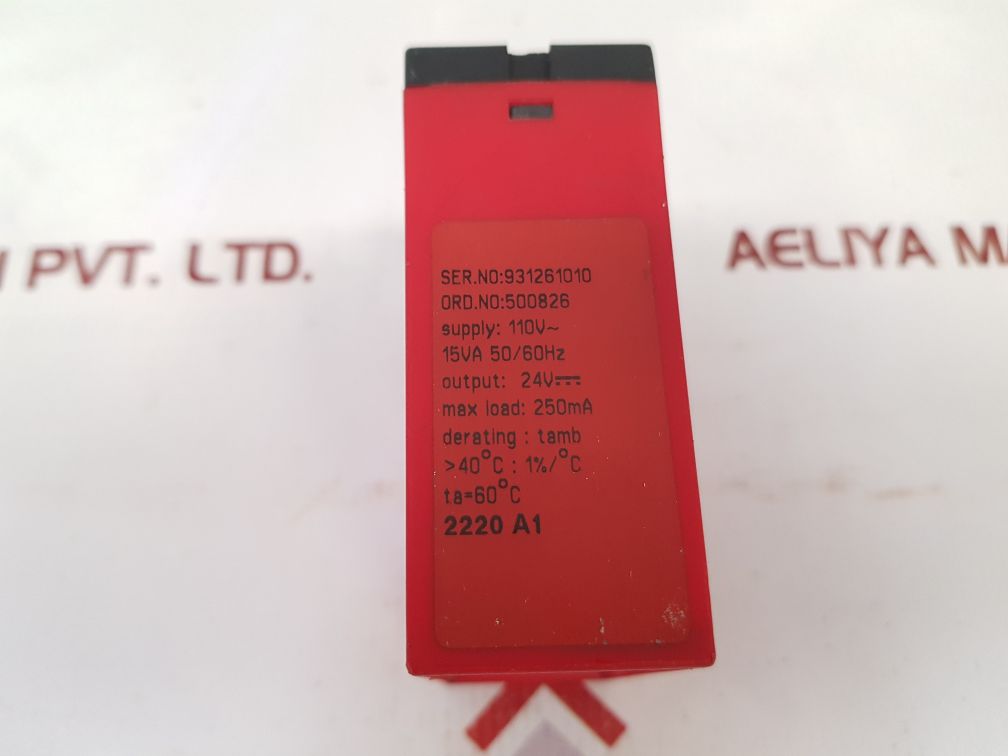 SER.NO:931261010
ORD.NO:500826
supply: 110V~
15VA 50/60Hz
output: 24V⎓
max load: 250mA
derating : tamb
>40°C : 1%/°C
ta=60°C
2220 A1
PVT. LTD.
AELIYA